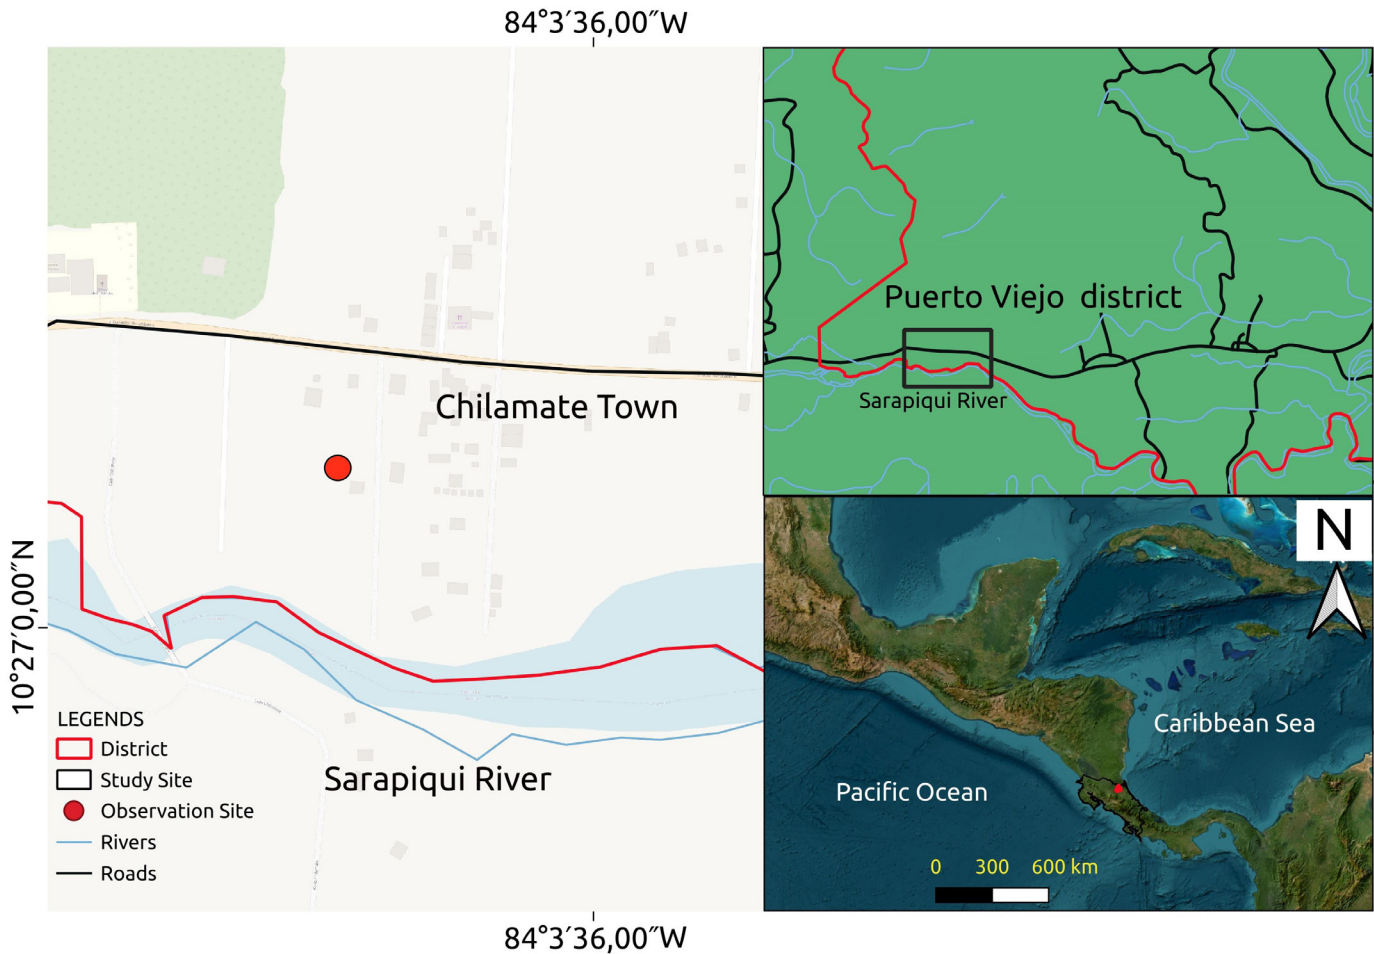 84°3′36,00″W
Puerto Viejo district
Sarapiqui River
Chilamate Town
10°27′0,00″N
LEGENDS
District
Study Site
Observation Site
Rivers
Roads
Sarapiqui River
N
Caribbean Sea
Pacific Ocean
0 300 600 km
84°3′36,00″W